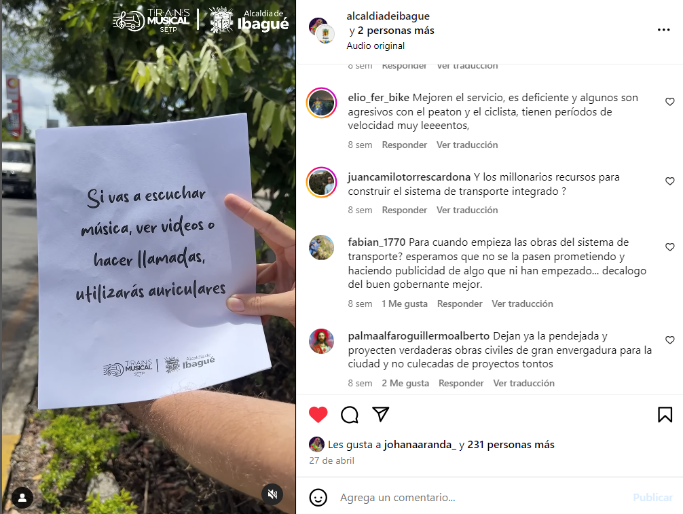 TRANS
MUSICAL
SETP
Alcaldía de
Ibagué
Si vas a escuchar
música, ver videos o
hacer llamadas,
utilizarás auriculares
TRANS
MUSICAL
SETP
Alcaldía de
Ibagué
alcaldiadeibague
y 2 personas más
Audio original
8 sem Responder Ver traducción
elio_fer_bike Mejoren el servicio, es deficiente y algunos son
agresivos con el peaton y el ciclista, tienen períodos de
velocidad muy leeeentos,
8 sem Responder Ver traducción
juancamilotorrescardona Y los millonarios recursos para
construir el sistema de transporte integrado ?
8 sem Responder Ver traducción
fabian_1770 Para cuando empieza las obras del sistema de
transporte? esperamos que no se la pasen prometiendo y
haciendo publicidad de algo que ni han empezado... decalogo
del buen gobernante mejor.
8 sem 1 Me gusta Responder Ver traducción
palmaalfaroguillermoalberto Dejan ya la pendejada y
proyecten verdaderas obras civiles de gran envergadura para la
ciudad y no culecadas de proyectos tontos
8 sem 2 Me gusta Responder Ver traducción
Les gusta a johanaaranda_ y 231 personas más
27 de abril
Agrega un comentario...
Publicar